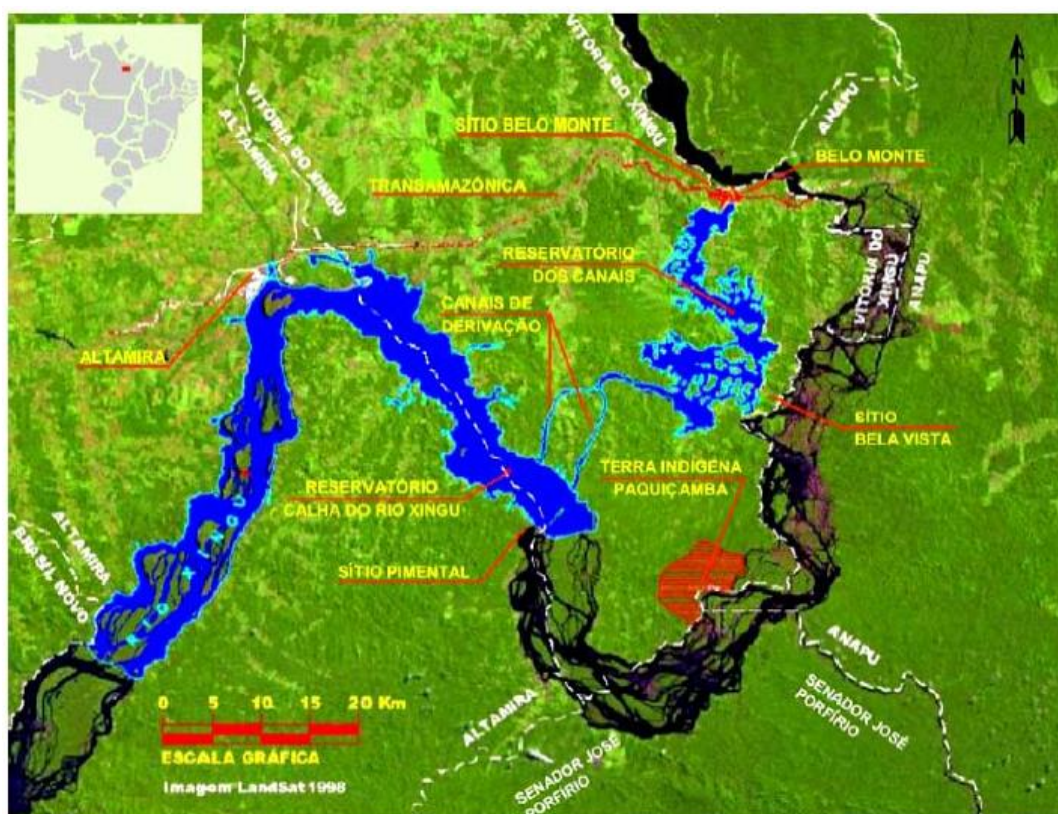 VITÓRIA DO XINGU
ALTAMIRA
VITÓRIA DO XINGU
ANAPU
N
SÍTIO BELO MONTE
BELO MONTE
TRANSAMAZÔNICA
RESERVATÓRIO
DOS CANAIS
VITÓRIA DO
XINGU
ANAPU
CANAIS DE
DERIVAÇÃO
ALTAMIRA
SÍTIO
BELA VISTA
TERRA INDÍGENA
PAQUIÇAMBA
RESERVATÓRIO
CALHA DO RIO XINGU
RIO XINGU
SÍTIO PIMENTAL
ALTAMIRA
BRASIL NOVO
ANAPU
SENADOR JOSÉ
PORFÍRIO
ALTAMIRA
SENADOR JOSÉ
PORFÍRIO
0 5 10 15 20 Km
ESCALA GRÁFICA
Imagem LandSat 1998